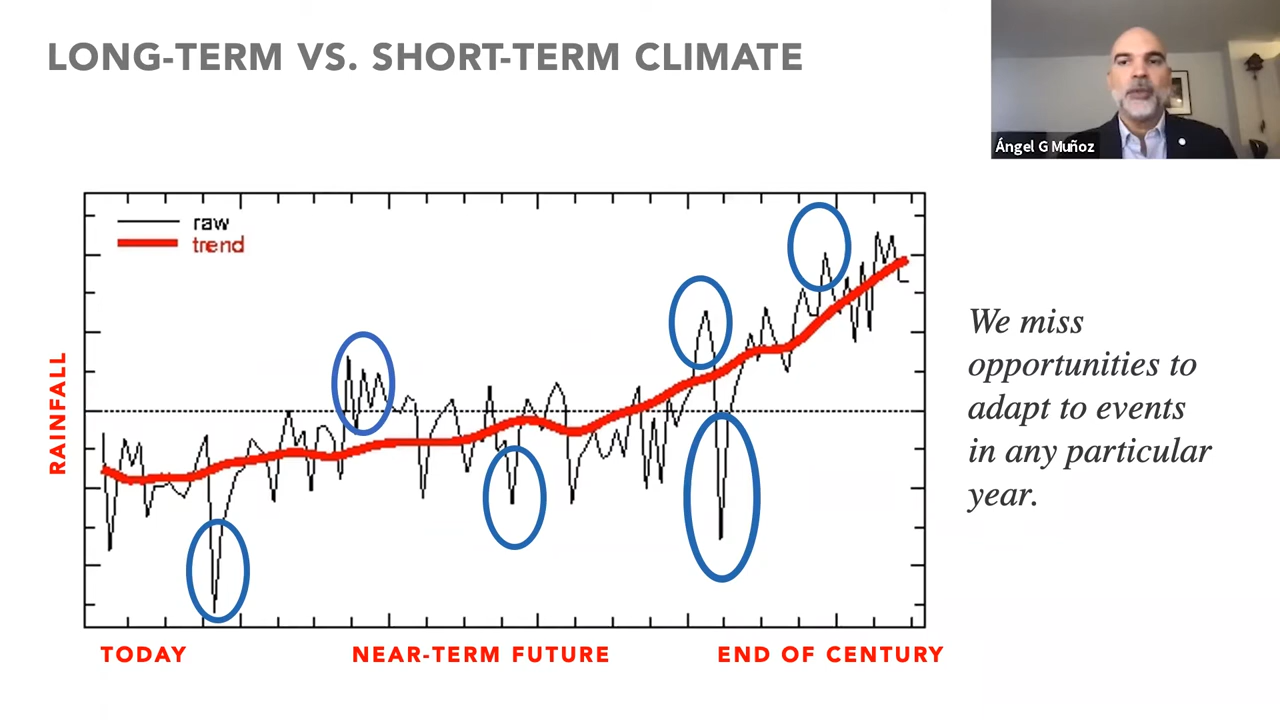 LONG-TERM VS. SHORT-TERM CLIMATE
Ángel G Muñoz
raw
trend
RAINFALL
We miss
opportunities to
adapt to events
in any particular
year.
TODAY
NEAR-TERM FUTURE
END OF CENTURY